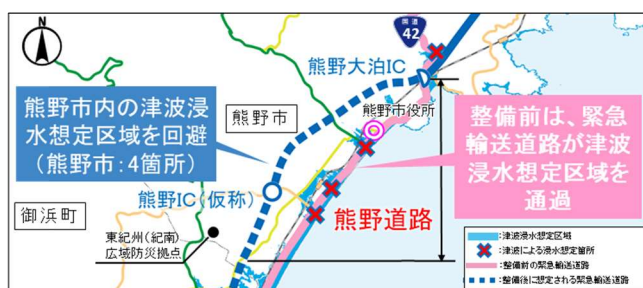 N
国道
42
熊野大泊IC
熊野市内の津波浸
水想定区域を回避
(熊野市:4箇所)
熊野市
熊野市役所
整備前は、緊急
輸送道路が津波
浸水想定区域を
通過
熊野IC(仮称)
御浜町
熊野道路
東紀州(紀南)
広域防災拠点
:津波浸水想定区域
:津波による浸水想定箇所
:整備前の緊急輸送道路
:整備後に想定される緊急輸送道路